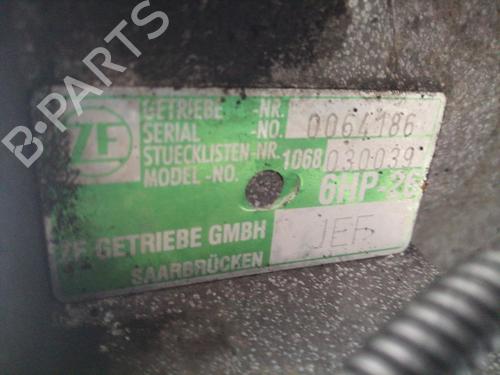 B-PARTS
ZF
GETRIEBE -NR.
SERIAL -NO. 0064186
STUECKLISTEN-NR. 1068 030039
MODEL-NO. 6HP-26
ZF GETRIEBE GMBH JEF
SAARBRÜCKEN